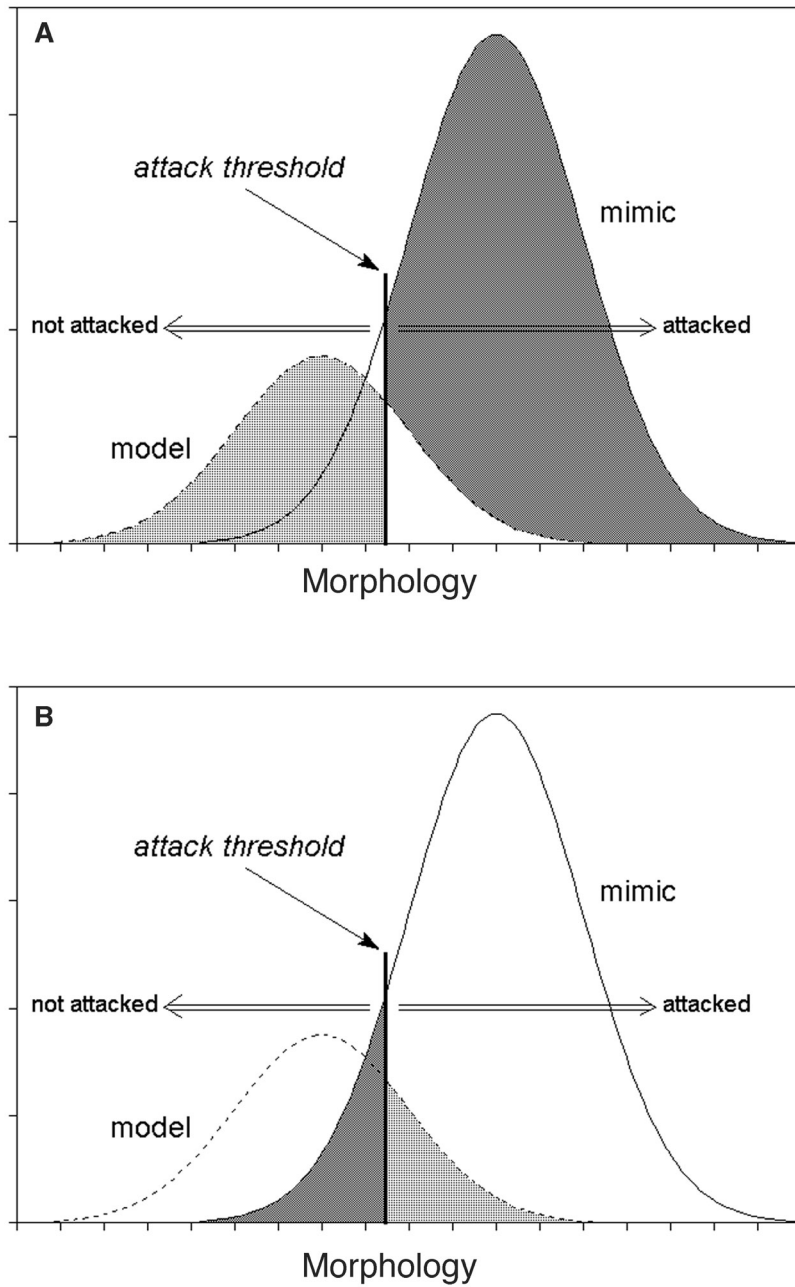 A
attack threshold
mimic
not attacked
attacked
model
Morphology
B
attack threshold
mimic
not attacked
attacked
model
Morphology